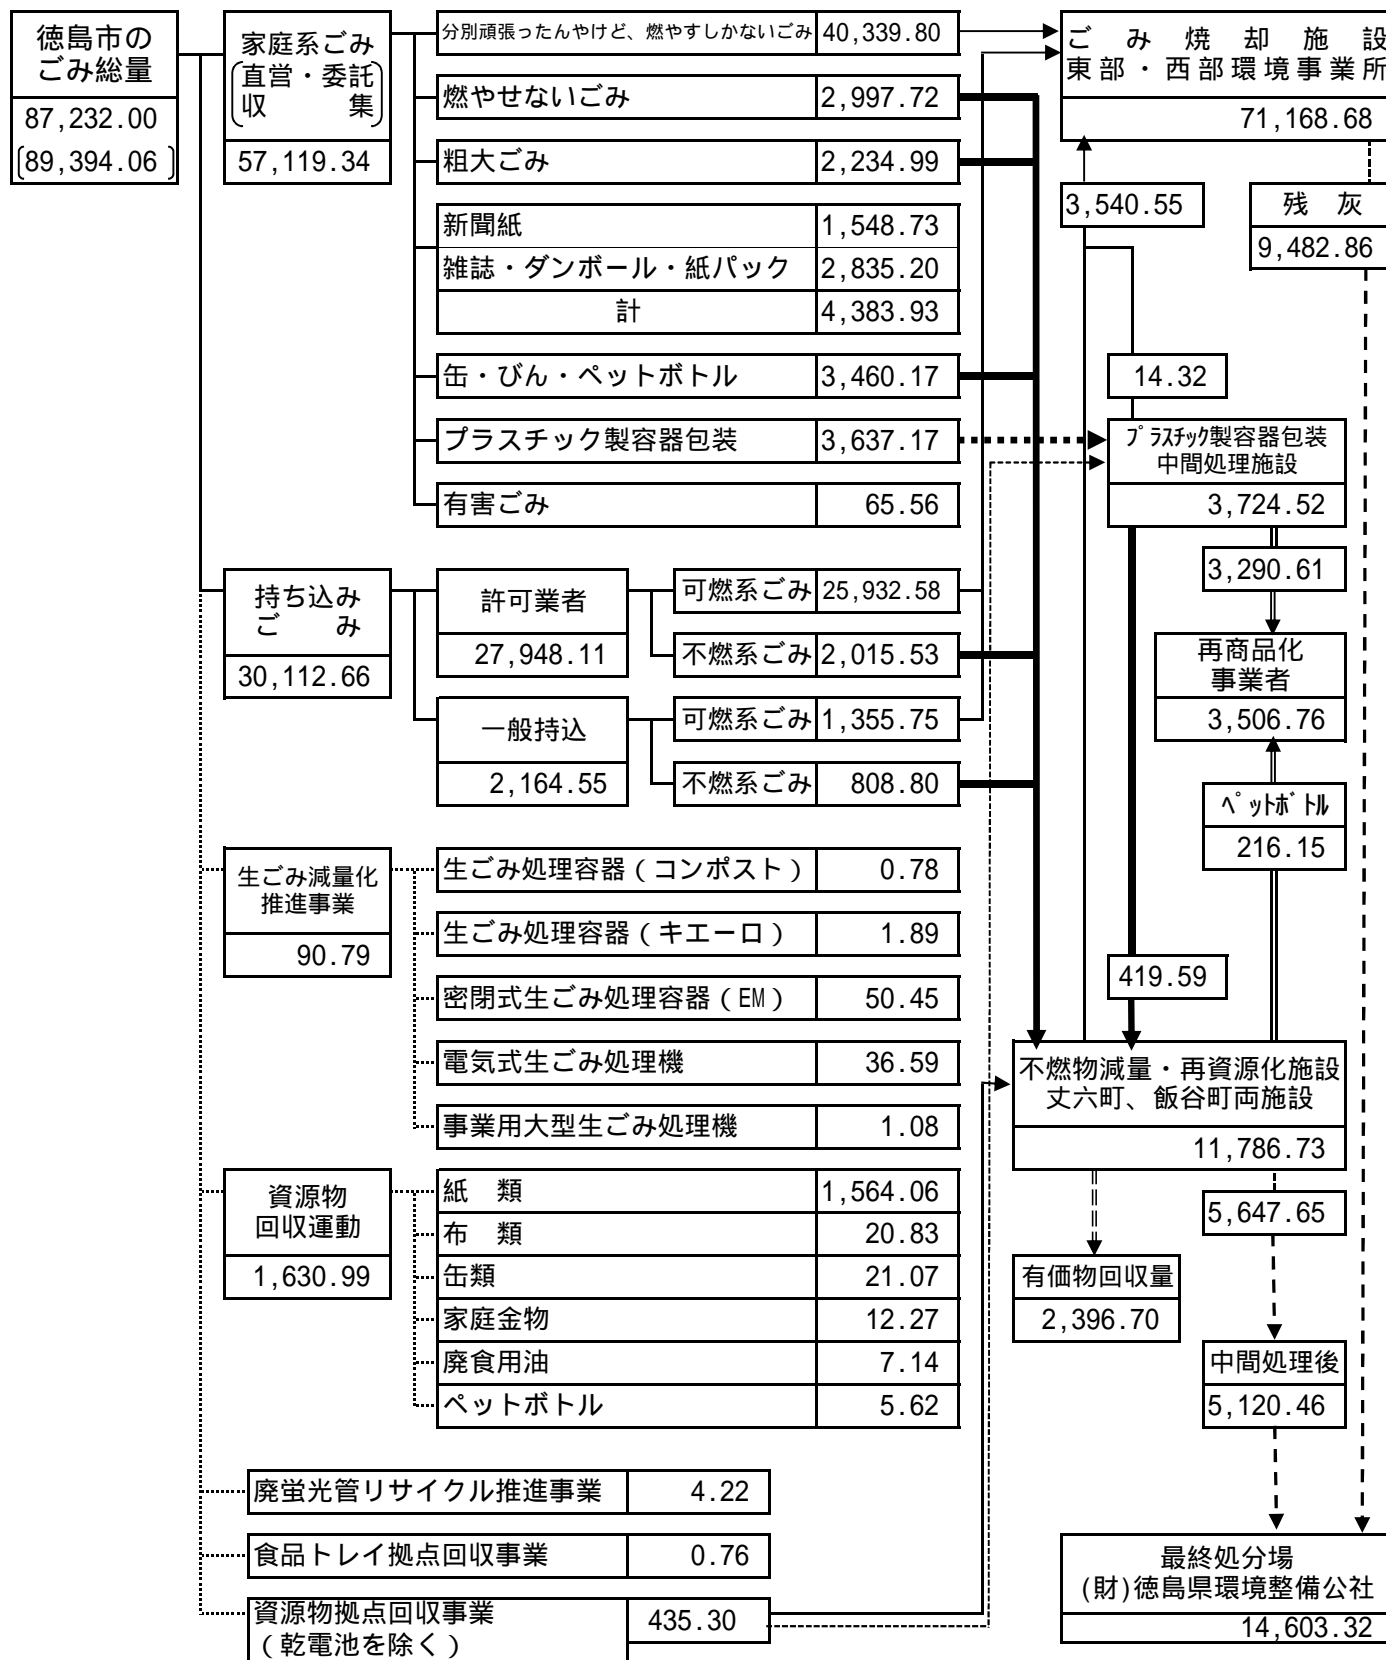 徳島市の
ごみ総量
87,232.00
(89,394.06)
家庭系ごみ
(直営・委託
収 集)
57,119.34
分別頑張ったんやけど、燃やすしかないごみ 40,339.80
燃やせないごみ 2,997.72
粗大ごみ 2,234.99
新聞紙 1,548.73
雑誌・ダンボール・紙パック 2,835.20
計 4,383.93
缶・びん・ペットボトル 3,460.17
プラスチック製容器包装 3,637.17
有害ごみ 65.56
持ち込み
ご み
30,112.66
許可業者
27,948.11
可燃系ごみ 25,932.58
不燃系ごみ 2,015.53
一般持込
2,164.55
可燃系ごみ 1,355.75
不燃系ごみ 808.80
生ごみ減量化
推進事業
90.79
生ごみ処理容器(コンポスト) 0.78
生ごみ処理容器(キエーロ) 1.89
密閉式生ごみ処理容器(EM) 50.45
電気式生ごみ処理機 36.59
事業用大型生ごみ処理機 1.08
資源物
回収運動
1,630.99
紙 類 1,564.06
布 類 20.83
缶類 21.07
家庭金物 12.27
廃食用油 7.14
ペットボトル 5.62
廃蛍光管リサイクル推進事業 4.22
食品トレイ拠点回収事業 0.76
資源物拠点回収事業
(乾電池を除く)
435.30
ご み 焼 却 施 設
東部・西部環境事業所
71,168.68
3,540.55
残 灰
9,482.86
14.32
プラスチック製容器包装
中間処理施設
3,724.52
3,290.61
再商品化
事業者
3,506.76
ペットボトル
216.15
419.59
不燃物減量・再資源化施設
丈六町、飯谷町両施設
11,786.73
5,647.65
有価物回収量
2,396.70
中間処理後
5,120.46
最終処分場
(財)徳島県環境整備公社
14,603.32